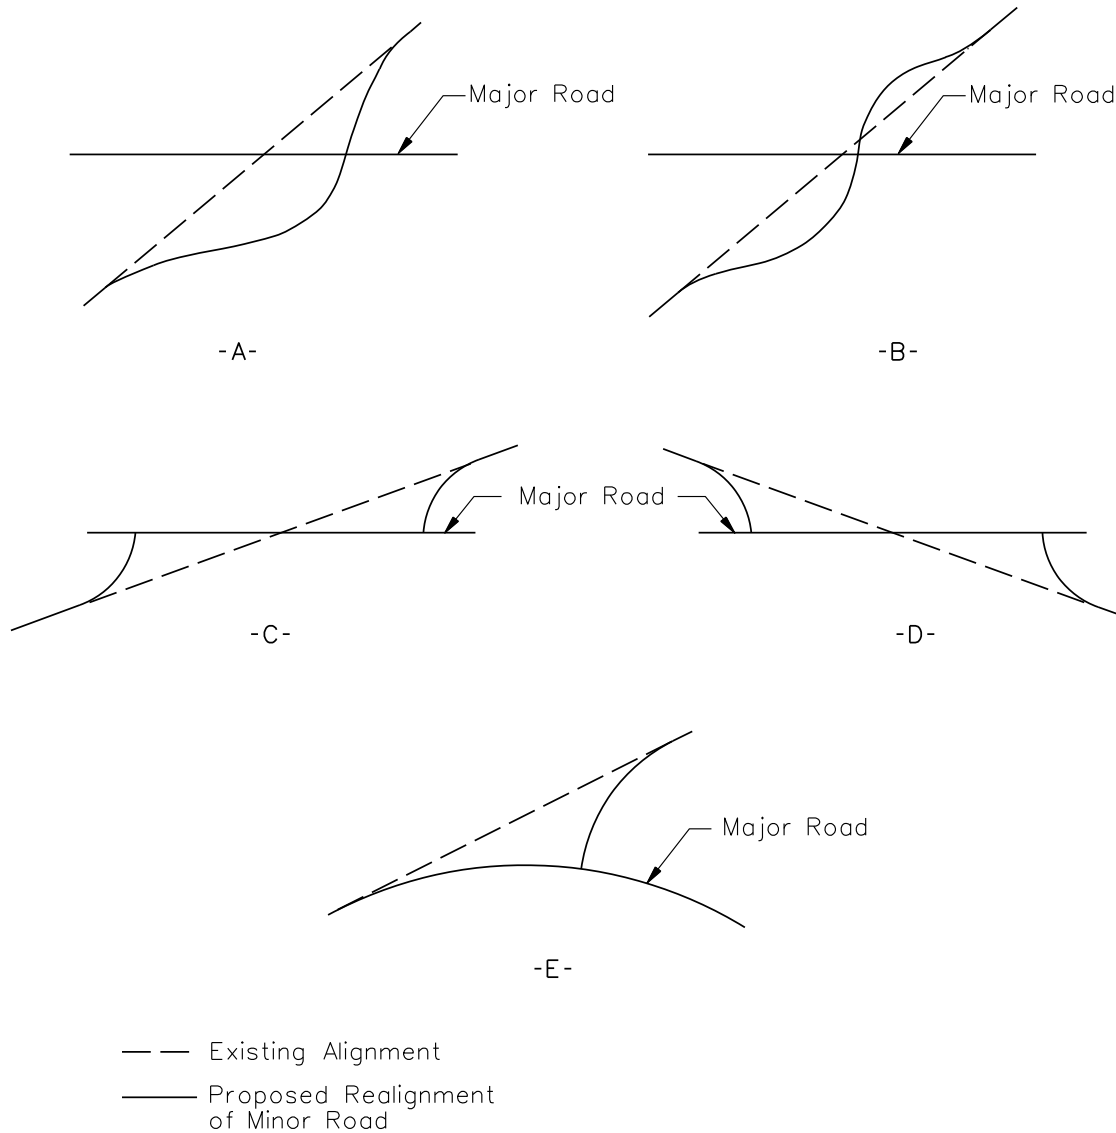 Major Road
Major Road
-A-
-B-
Major Road
-C-
-D-
Major Road
-E-
Existing Alignment
Proposed Realignment
of Minor Road